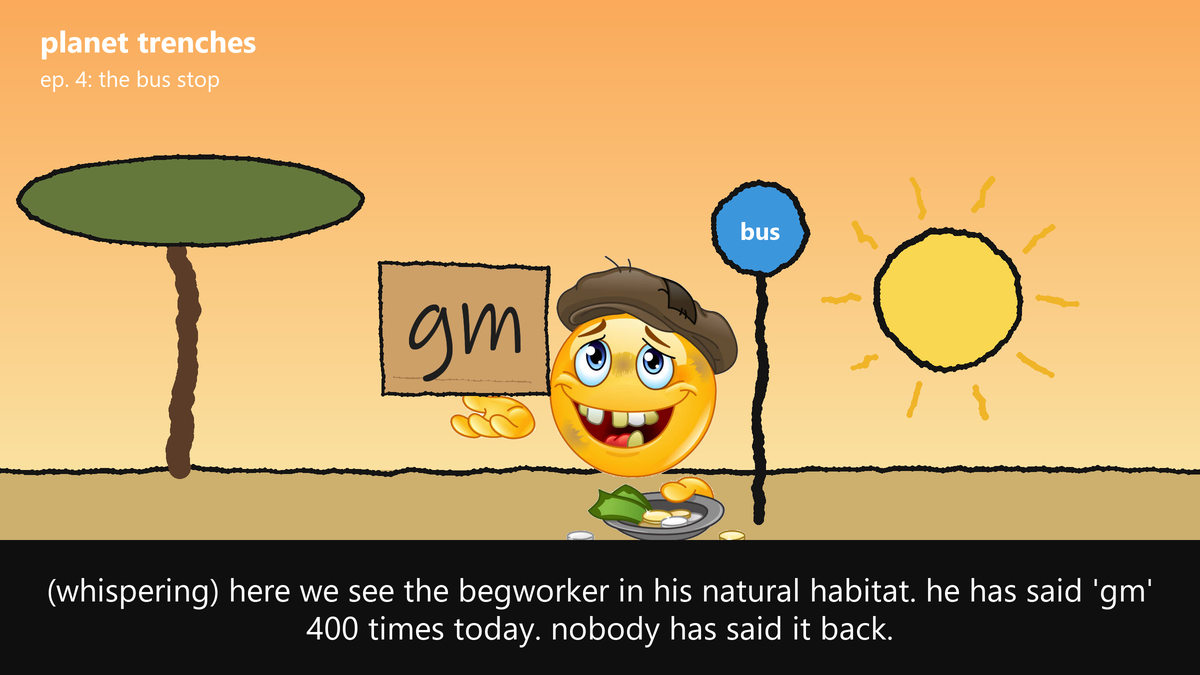 planet trenches
ep. 4: the bus stop
bus
gm
(whispering) here we see the begworker in his natural habitat. he has said 'gm'
400 times today. nobody has said it back.